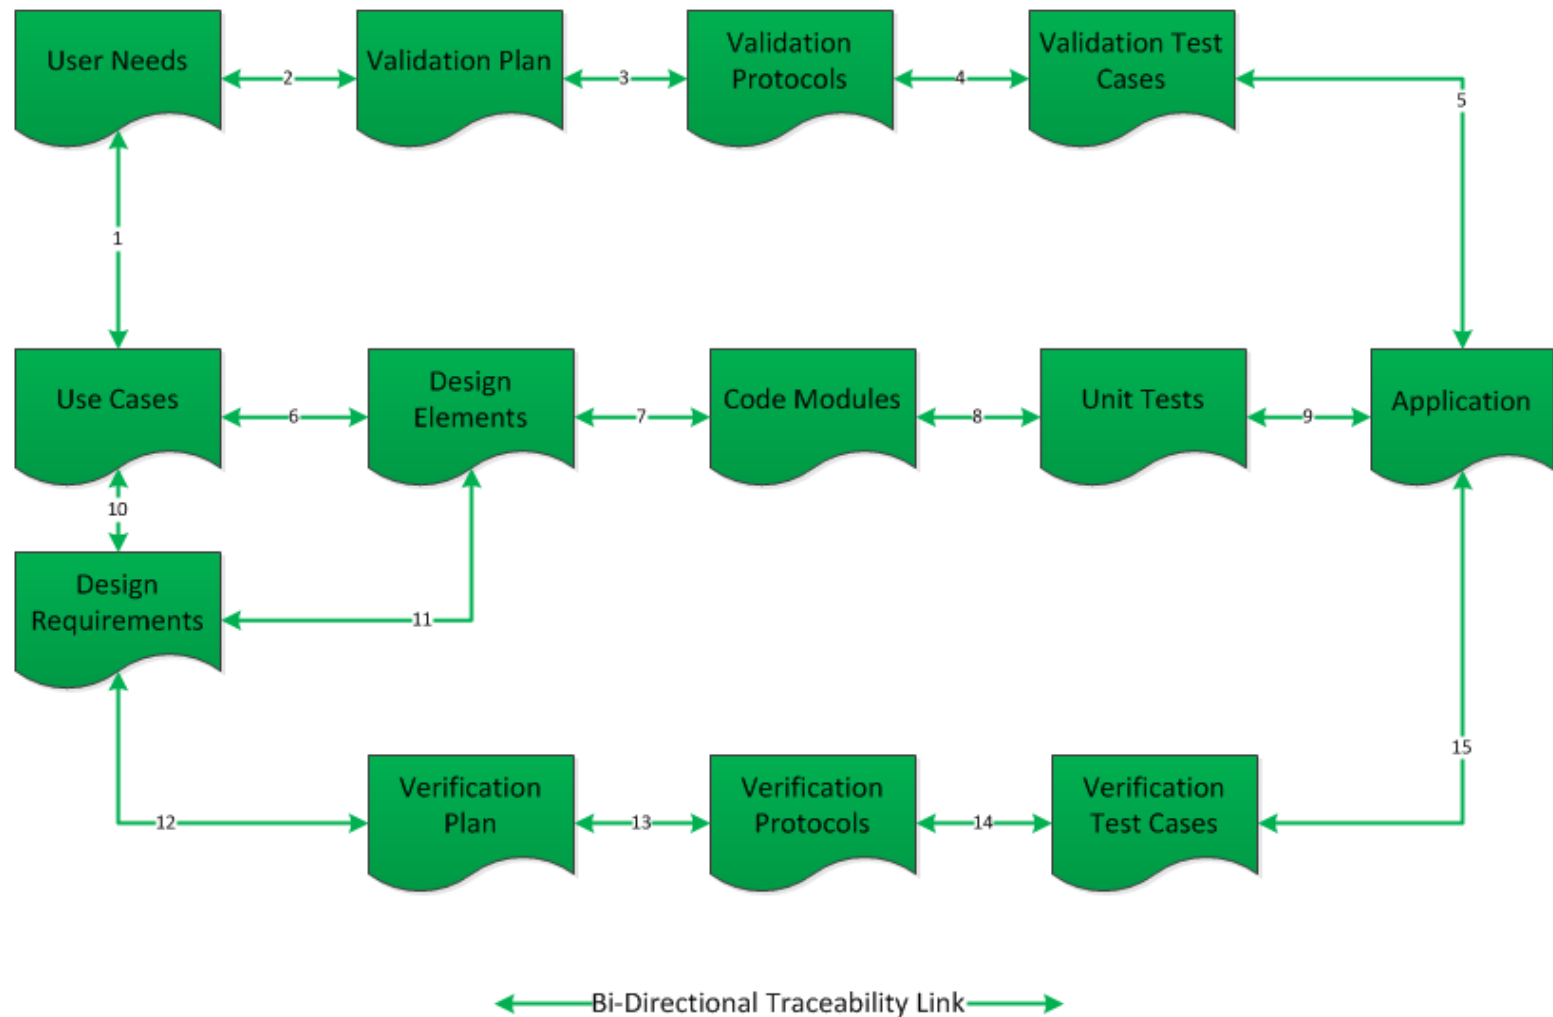 User Needs
2
Validation Plan
3
Validation
Protocols
4
Validation Test
Cases
5
1
Use Cases
6
Design
Elements
7
Code Modules
8
Unit Tests
9
Application
10
Design
Requirements
11
12
Verification
Plan
13
Verification
Protocols
14
Verification
Test Cases
15
Bi-Directional Traceability Link